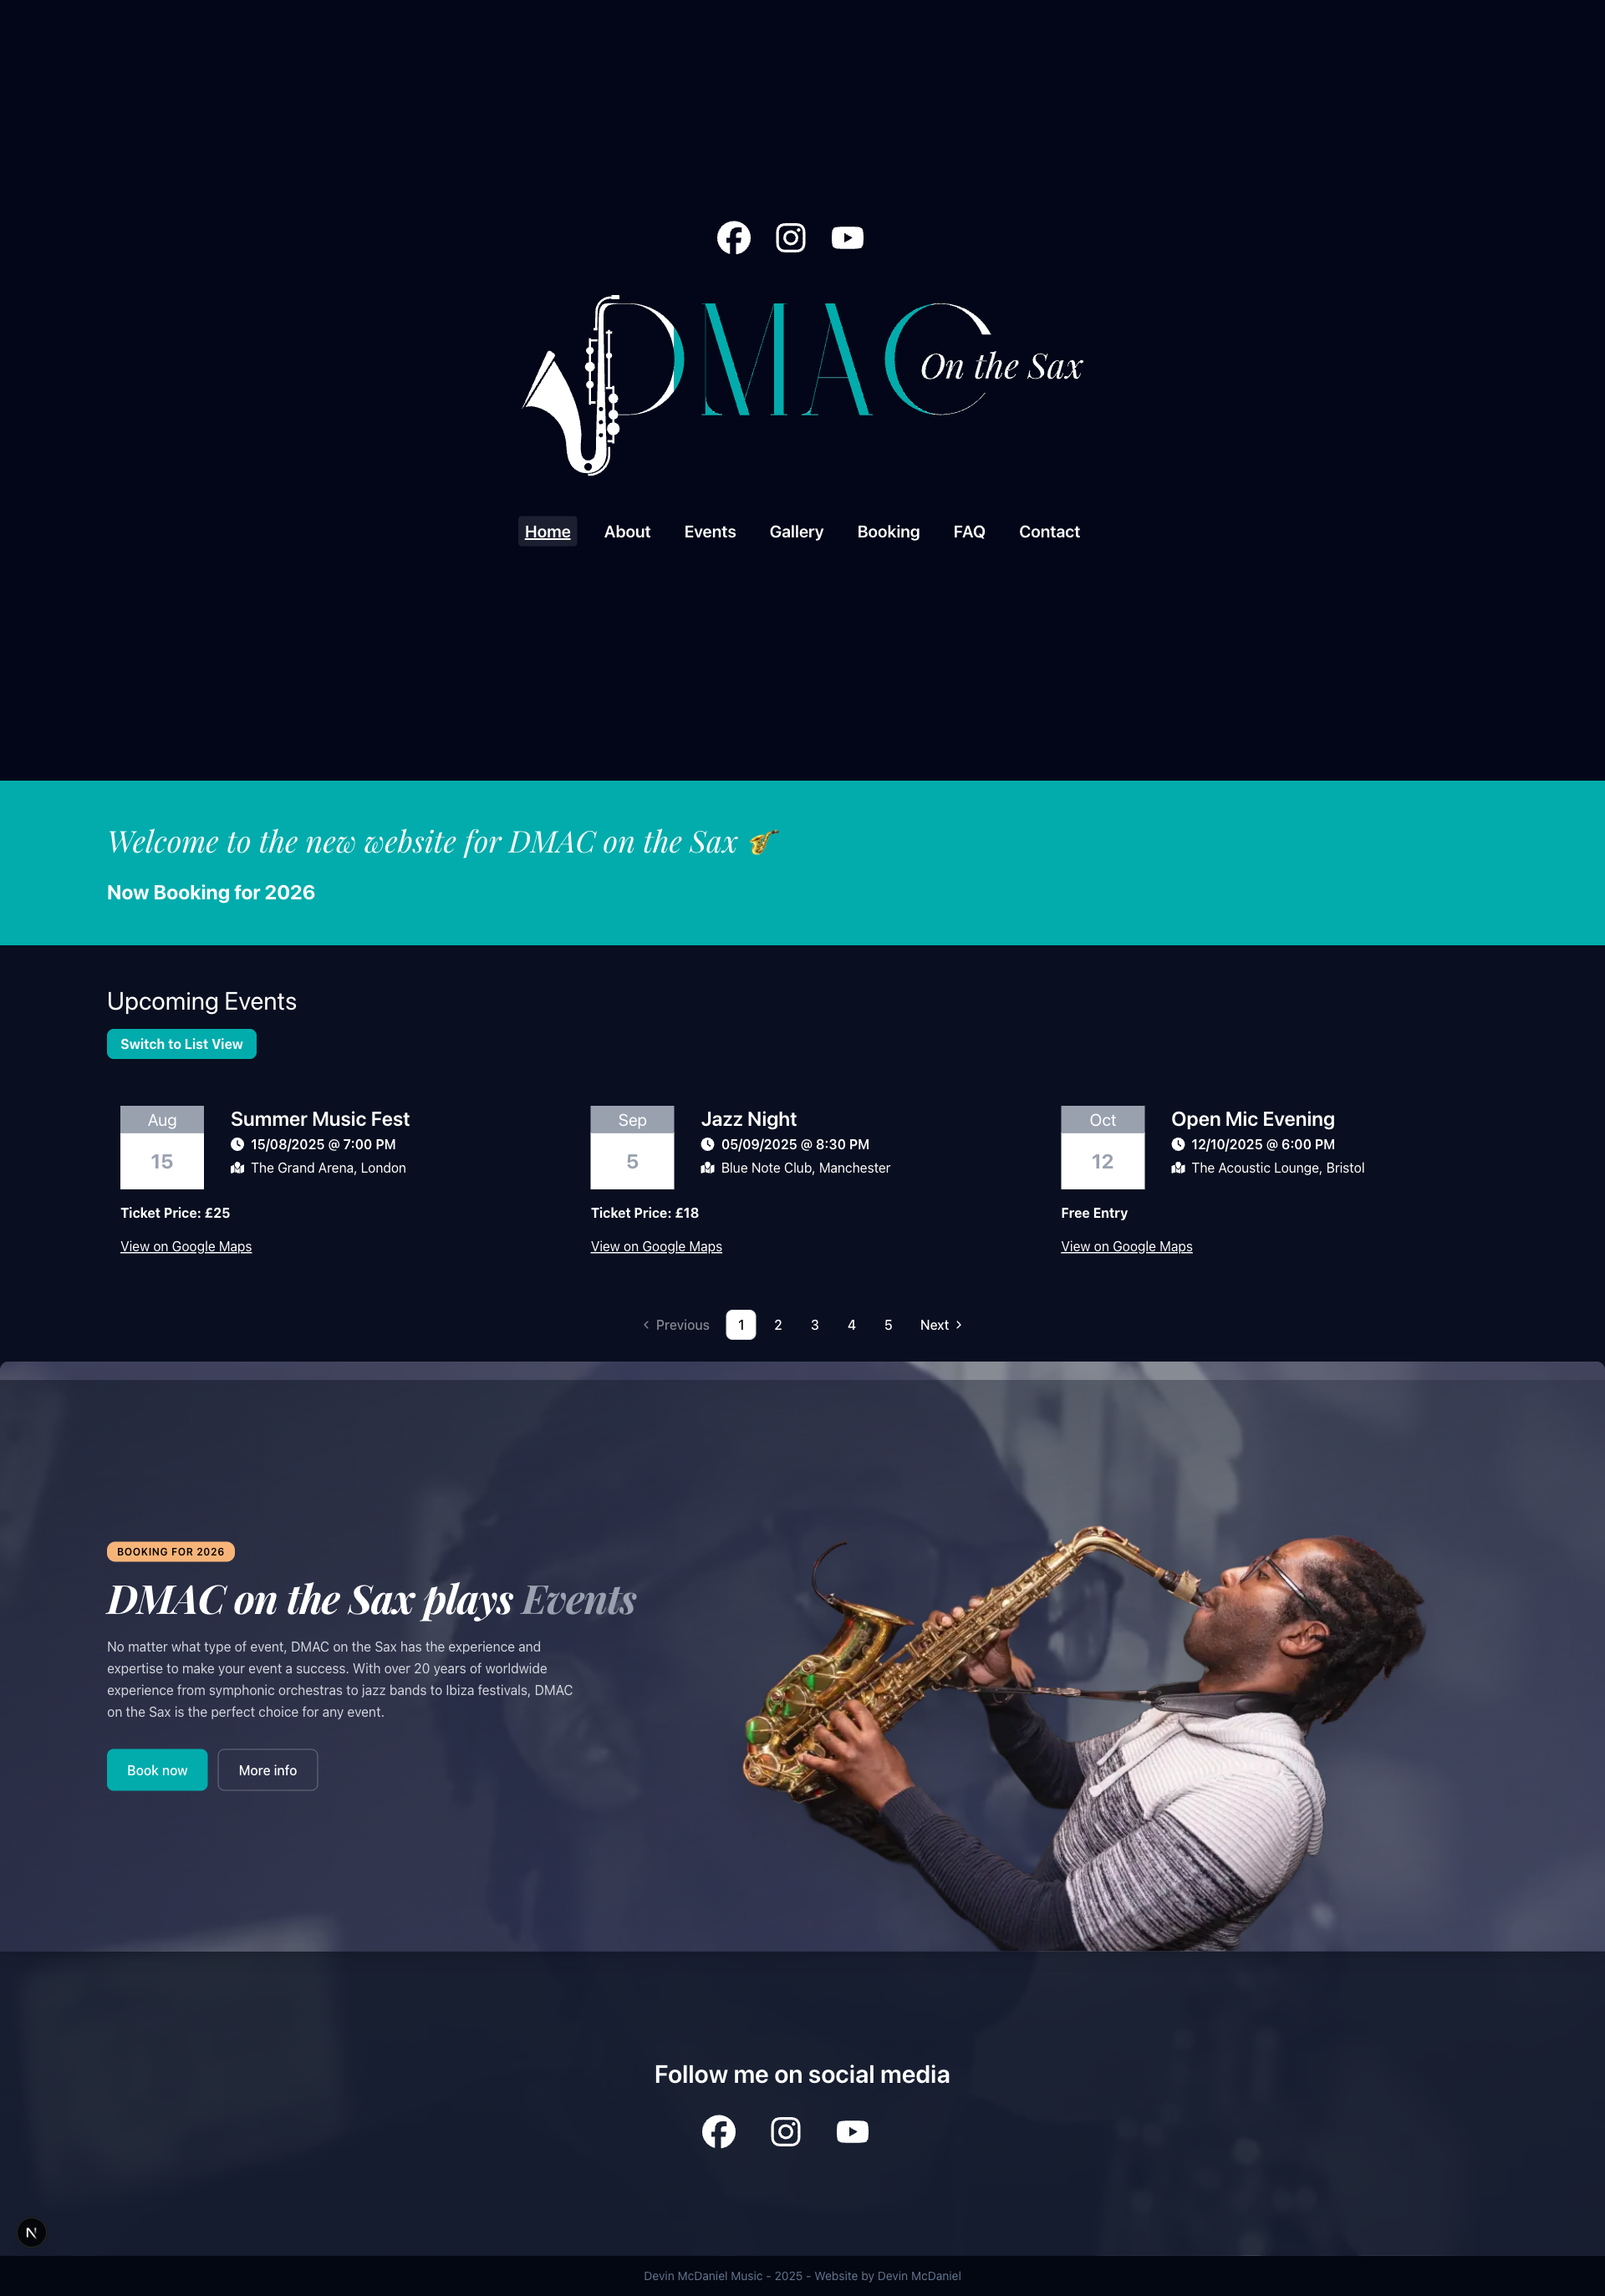 DMAC
On the Sax
Home About Events Gallery Booking FAQ Contact
Welcome to the new website for DMAC on the Sax 🎷
Now Booking for 2026
Upcoming Events
Switch to List View
Aug
15
Summer Music Fest
15/08/2025 @ 7:00 PM
The Grand Arena, London
Ticket Price: £25
View on Google Maps
Sep
5
Jazz Night
05/09/2025 @ 8:30 PM
Blue Note Club, Manchester
Ticket Price: £18
View on Google Maps
Oct
12
Open Mic Evening
12/10/2025 @ 6:00 PM
The Acoustic Lounge, Bristol
Free Entry
View on Google Maps
Previous 1 2 3 4 5 Next
BOOKING FOR 2026
DMAC on the Sax plays Events
No matter what type of event, DMAC on the Sax has the experience and
expertise to make your event a success. With over 20 years of worldwide
experience from symphonic orchestras to jazz bands to Ibiza festivals, DMAC
on the Sax is the perfect choice for any event.
Book now More info
Follow me on social media
N
Devin McDaniel Music - 2025 - Website by Devin McDaniel